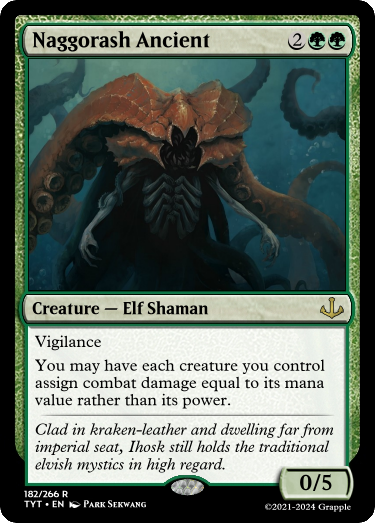 Naggorash Ancient 2
Creature — Elf Shaman
Vigilance
You may have each creature you control
assign combat damage equal to its mana
value rather than its power.
Clad in kraken-leather and dwelling far from
imperial seat, Ihosk still holds the traditional
elvish mystics in high regard.
0/5
182/266 R
TYT • EN Park Sekwang
©2021-2024 Grapple